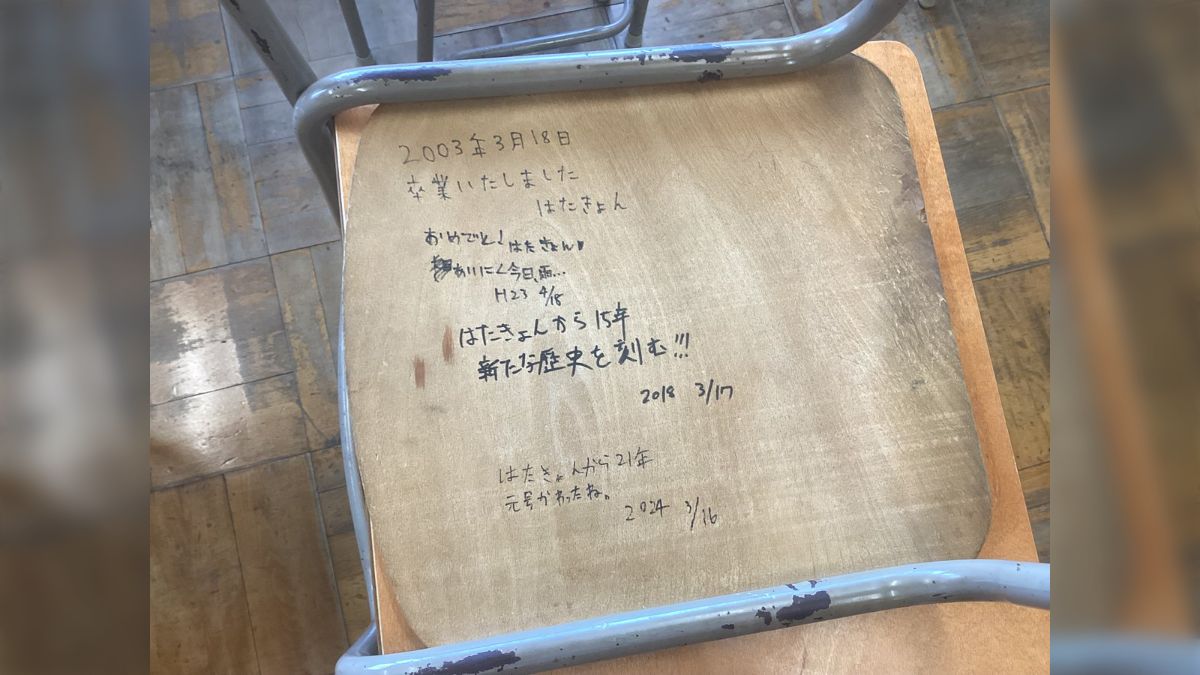 2003年3月18日
卒業いたしました
はたきょん
おめでと!はたきょん
あいにく今日、雨…
H23 4/18
はたきょんから15年
新たな歴史を刻む!!!
2018 3/17
はたきょんから21年
元号かわったね。
2024 3/16